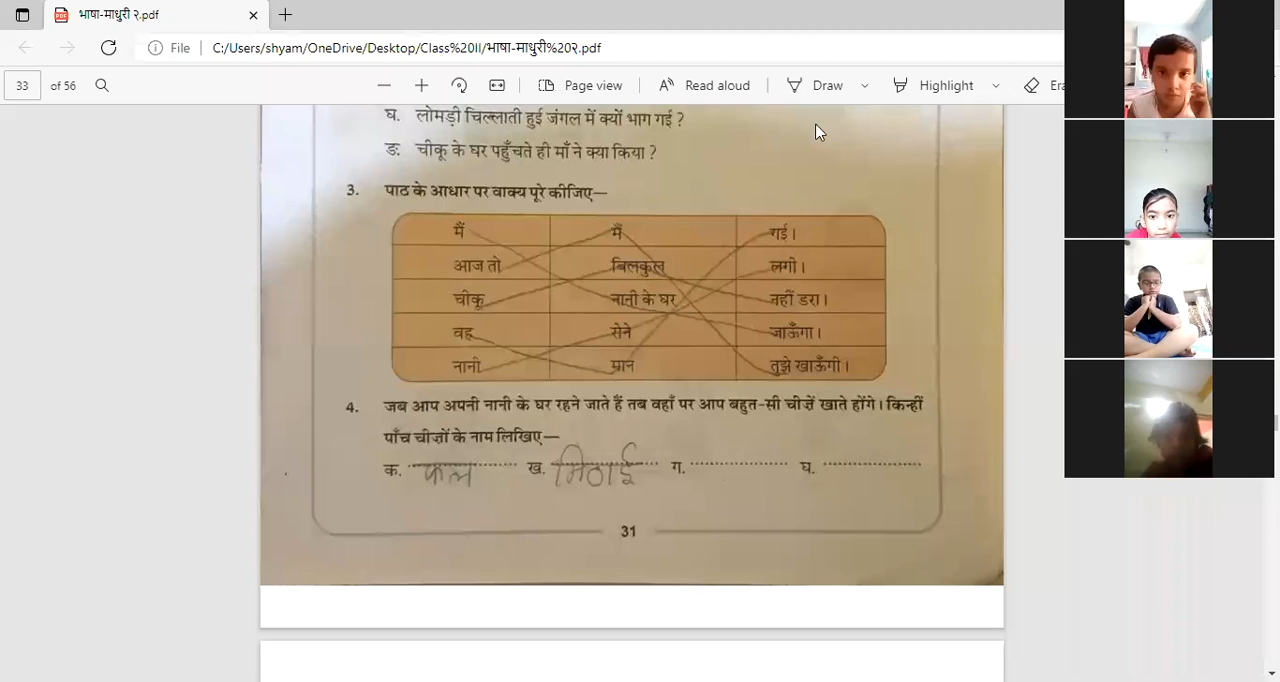 भाषा-माधुरी २.pdf
File C:/Users/shyam/OneDrive/Desktop/Class%20II/भाषा-माधुरी%20२.pdf
33 of 56 Page view Read aloud Draw Highlight Era
घ. लोमड़ी चिल्लाती हुई जंगल में क्यों भाग गई ?
ङ. चीकू के घर पहुँचते ही माँ ने क्या किया ?
3. पाठ के आधार पर वाक्य पूरे कीजिए—
मैं मैं गई।
आज तो बिलकुल लगी।
चीकू नानी के घर नहीं डरा।
वह रोने जाऊँगा।
नानी मान तुझे खाऊँगी।
4. जब आप अपनी नानी के घर रहने जाते हैं तब वहाँ पर आप बहुत-सी चीज़ें खाते होंगे। किन्हीं
पाँच चीज़ों के नाम लिखिए—
क. फल ख. मिठाई ग. घ.
31